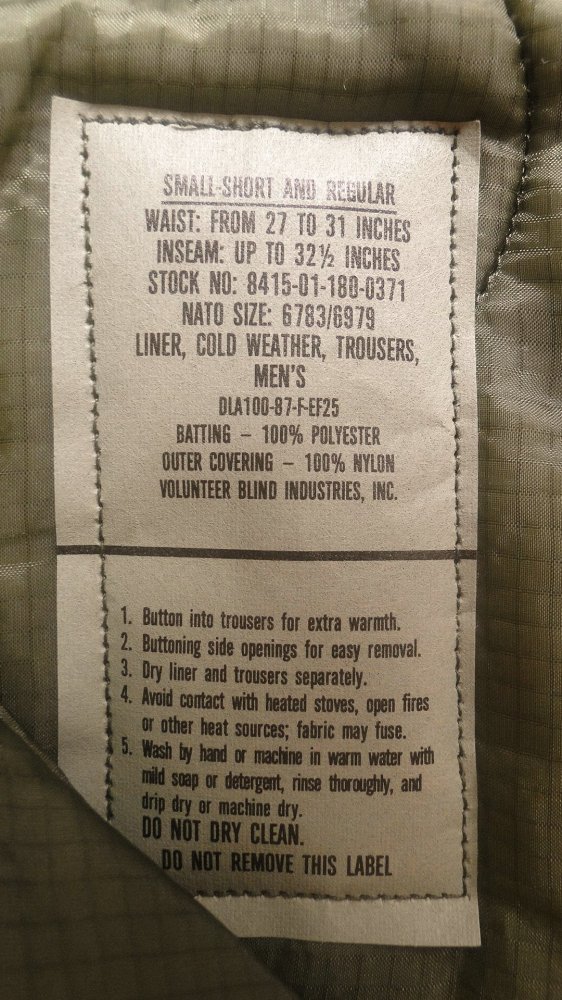 SMALL-SHORT AND REGULAR
WAIST: FROM 27 TO 31 INCHES
INSEAM: UP TO 32½ INCHES
STOCK NO: 8415-01-180-0371
NATO SIZE: 6783/6979
LINER, COLD WEATHER, TROUSERS,
MEN'S
DLA100-87-F-EF25
BATTING – 100% POLYESTER
OUTER COVERING – 100% NYLON
VOLUNTEER BLIND INDUSTRIES, INC.
1. Button into trousers for extra warmth.
2. Buttoning side openings for easy removal.
3. Dry liner and trousers separately.
4. Avoid contact with heated stoves, open fires
or other heat sources; fabric may fuse.
5. Wash by hand or machine in warm water with
mild soap or detergent, rinse thoroughly, and
drip dry or machine dry.
DO NOT DRY CLEAN.
DO NOT REMOVE THIS LABEL